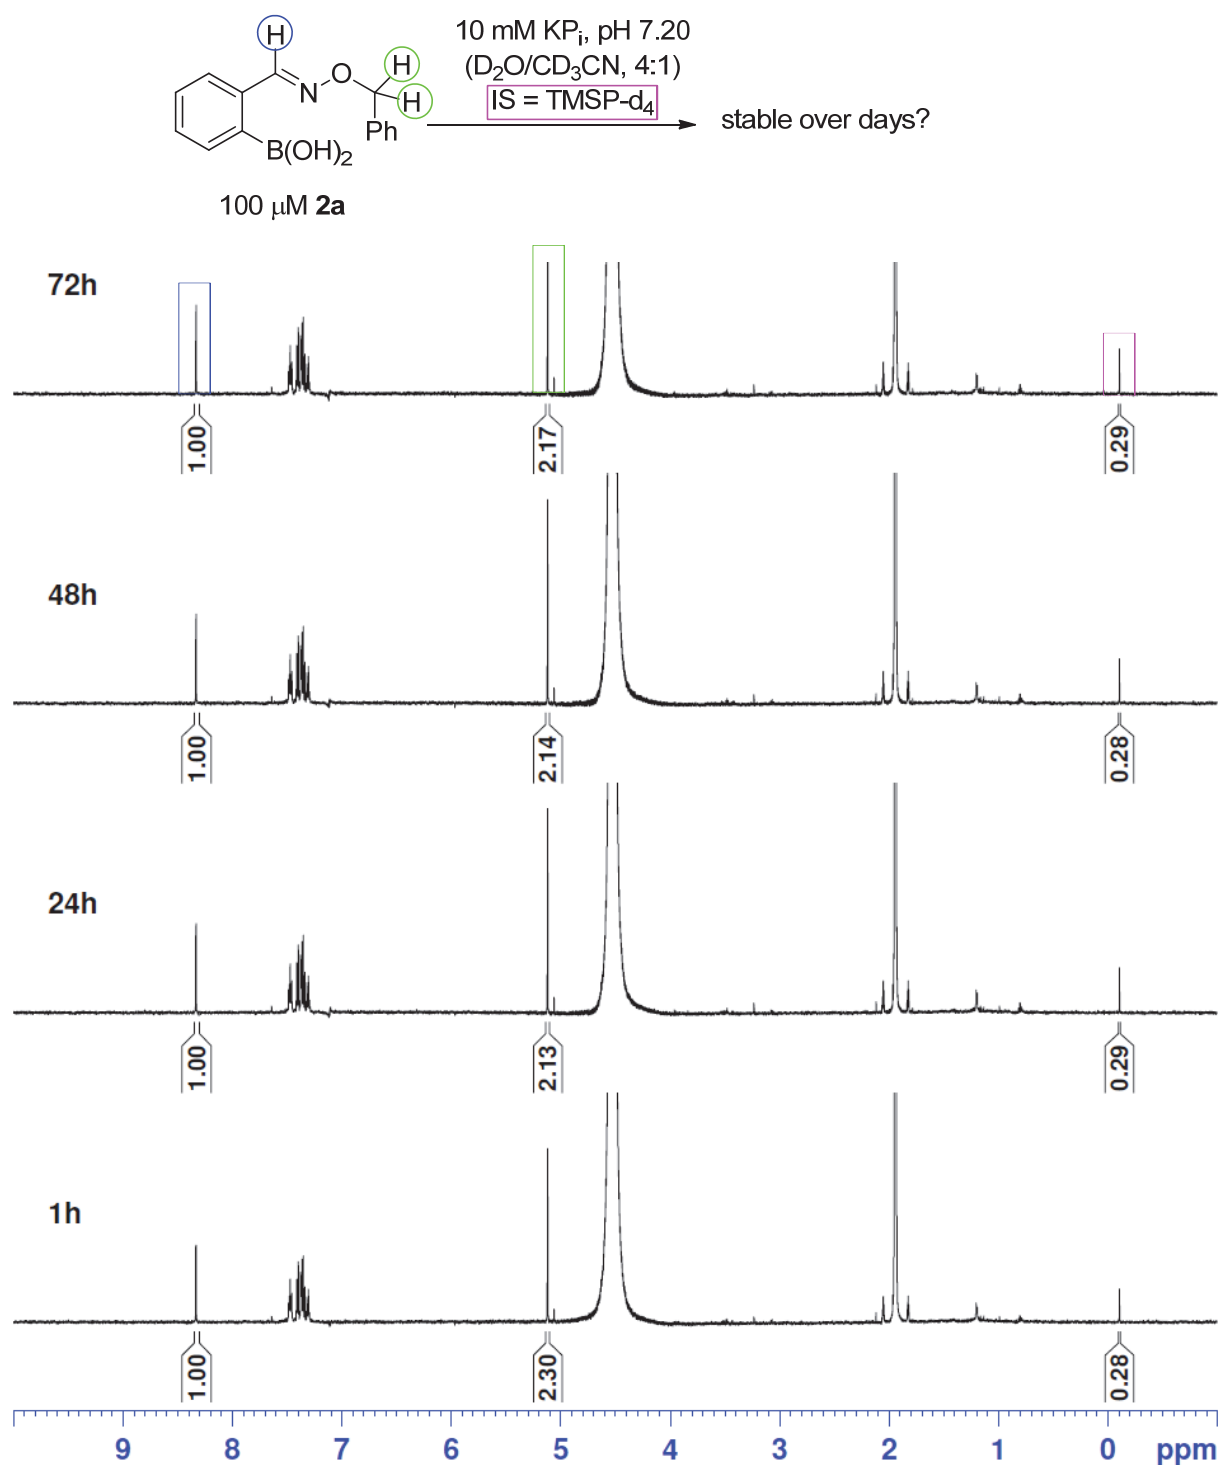 H
10 mM KPi, pH 7.20
(D2O/CD3CN, 4:1)
IS = TMSP-d4
O
H
N
H
Ph
B(OH)2
stable over days?
100 μM 2a
72h
1.00
2.17
0.29
48h
1.00
2.14
0.28
24h
1.00
2.13
0.29
1h
1.00
2.30
0.28
9 8 7 6 5 4 3 2 1 0 ppm